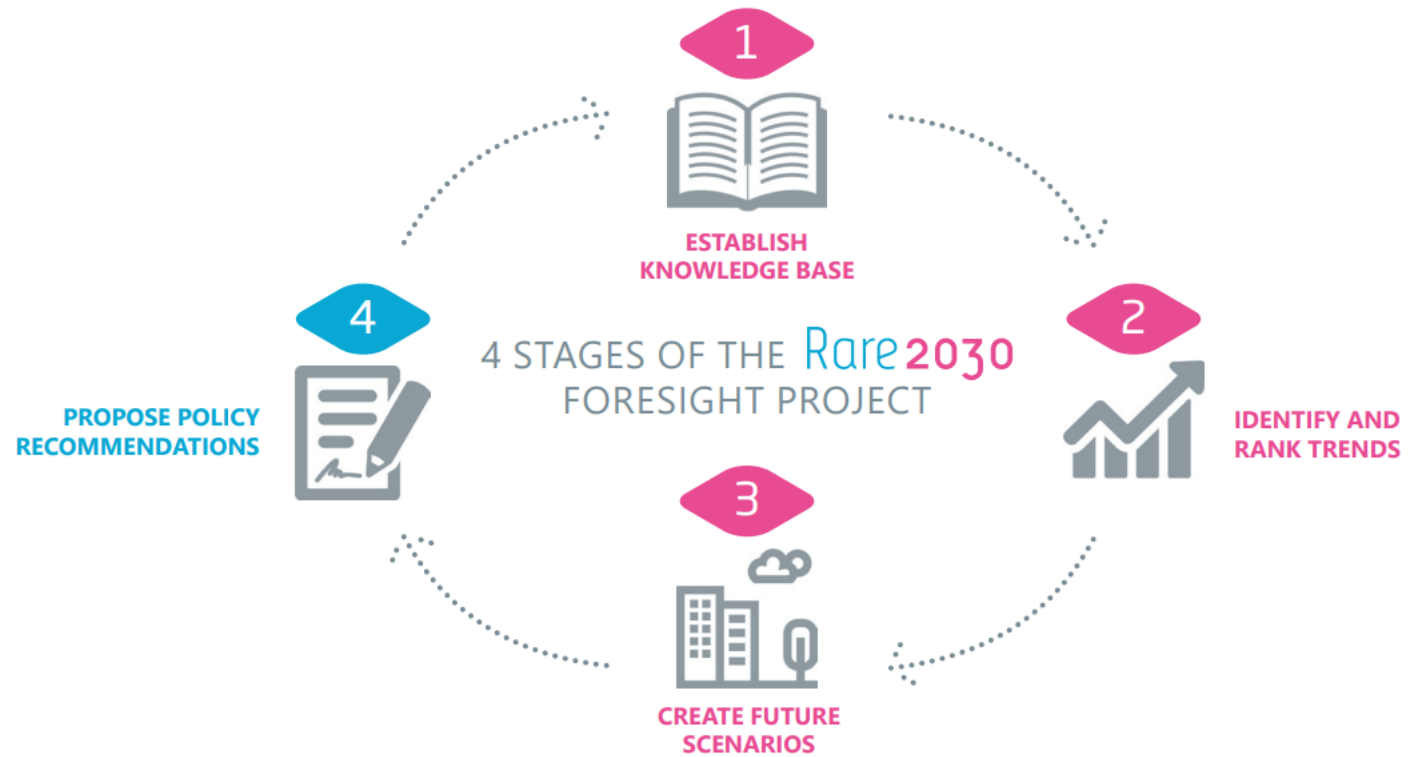 1
ESTABLISH
KNOWLEDGE BASE
2
IDENTIFY AND
RANK TRENDS
3
CREATE FUTURE
SCENARIOS
4
PROPOSE POLICY
RECOMMENDATIONS
4 STAGES OF THE Rare2030
FORESIGHT PROJECT